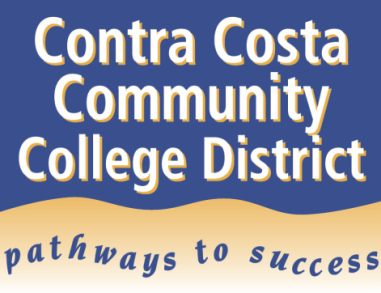 Contra Costa
Community
College District
pathways to success